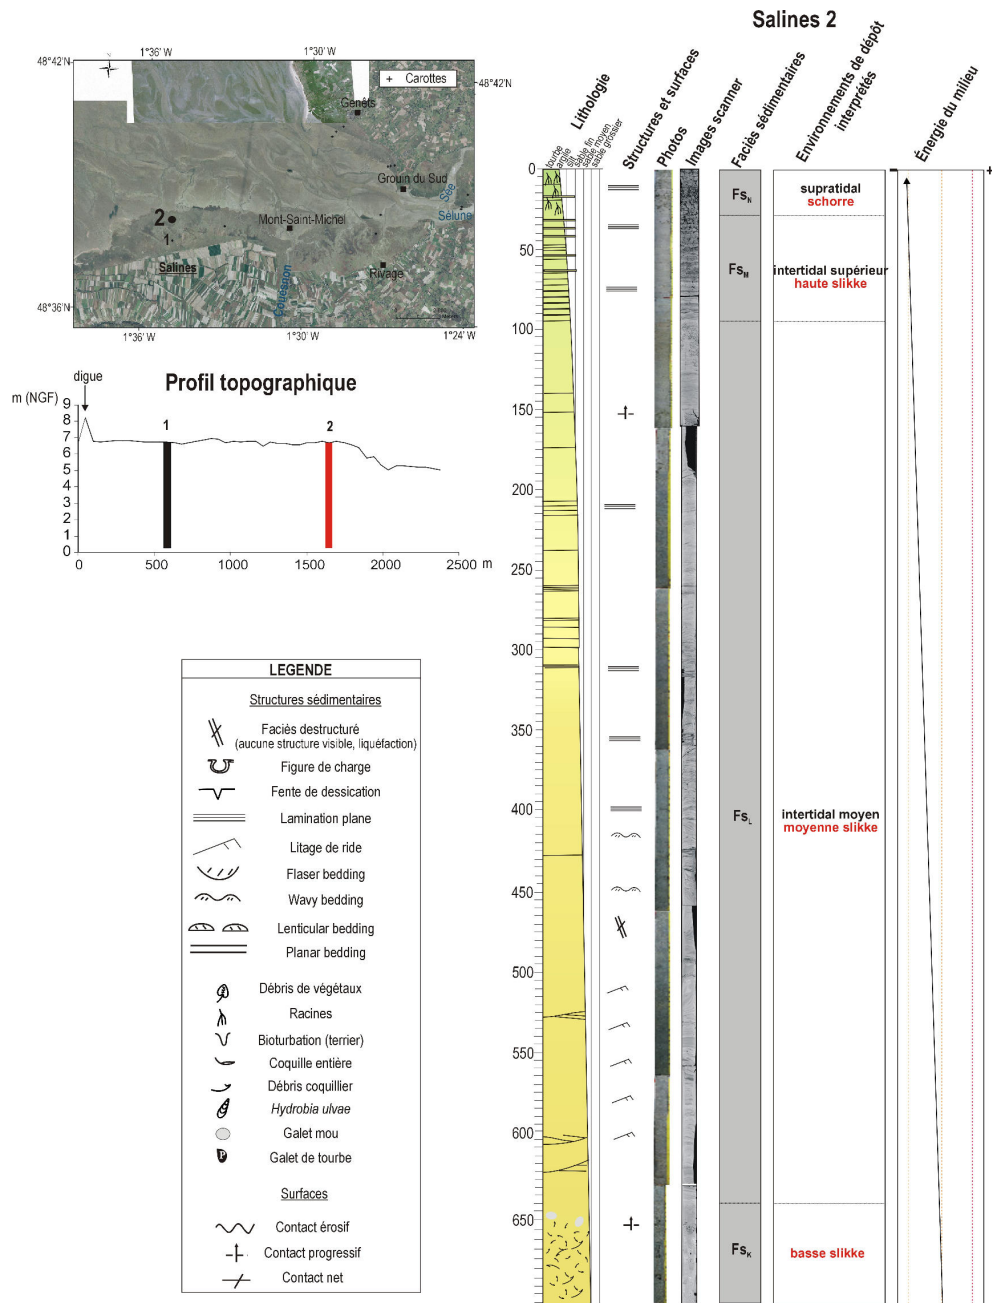 Salines 2
1°36' W
1°30' W
48°42'N
48°42'N
+ Carottes
Genêts
Grouin du Sud
Sée
Sélune
2
1
Mont-Saint-Michel
Salines
Couesnon
Rivage
48°36'N
1°36' W
1°30' W
1°24' W
Profil topographique
digue
m (NGF)
9
8
7
6
5
4
3
2
1
0
1
2
0
500
1000
1500
2000
2500
m
LEGENDE
Structures sédimentaires
Faciès destructuré
(aucune structure visible, liquéfaction)
Figure de charge
Fente de dessication
Lamination plane
Litage de ride
Flaser bedding
Wavy bedding
Lenticular bedding
Planar bedding
Débris de végétaux
Racines
Bioturbation (terrier)
Coquille entière
Débris coquillier
Hydrobia ulvae
Galet mou
P
Galet de tourbe
Surfaces
Contact érosif
Contact progressif
Contact net
Lithologie
tourbe
argile
silt
sable fin
sable moyen
sable grossier
Structures et surfaces
Photos
Images scanner
Faciès sédimentaires
Environnements de dépôt
interprétés
Énergie du milieu
-
+
0
50
100
150
200
250
300
350
400
450
500
550
600
650
FsN
supratidal
schorre
FsM
intertidal supérieur
haute slikke
FsL
intertidal moyen
moyenne slikke
FsK
basse slikke